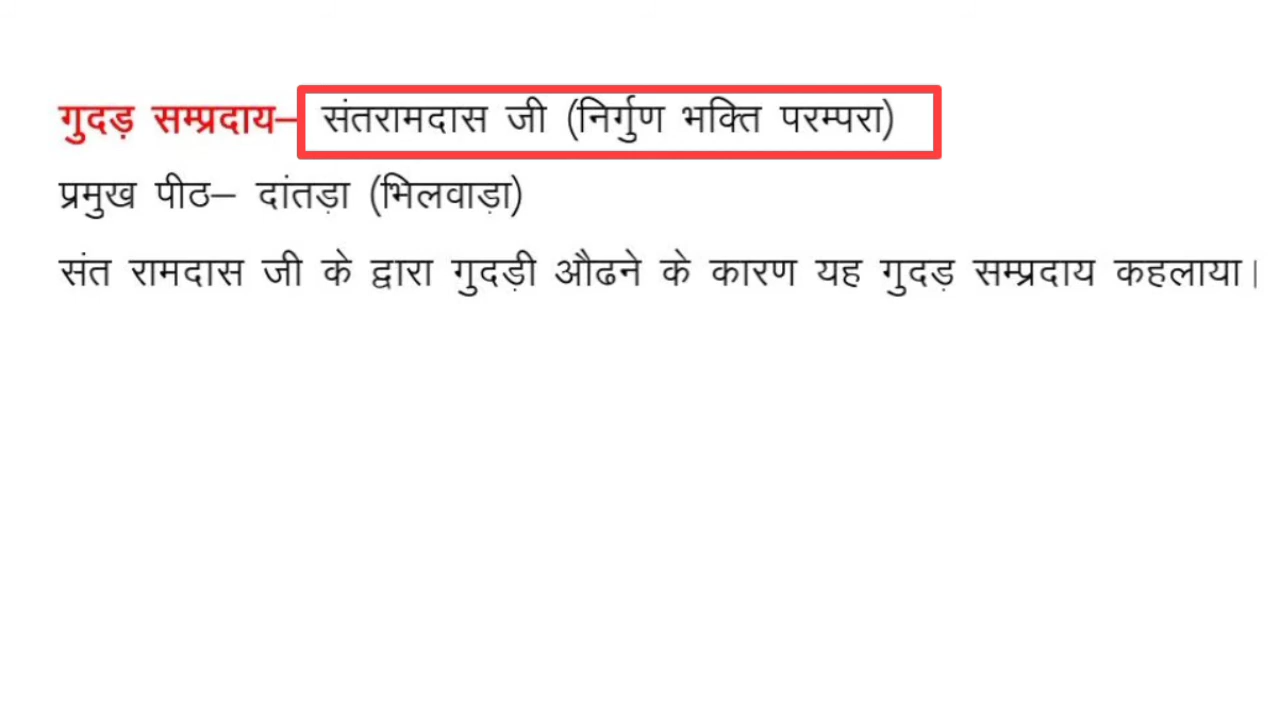 गुदड़ सम्प्रदाय– संतरामदास जी (निर्गुण भक्ति परम्परा)
प्रमुख पीठ– दांतड़ा (भिलवाड़ा)
संत रामदास जी के द्वारा गुदड़ी औढने के कारण यह गुदड़ सम्प्रदाय कहलाया।